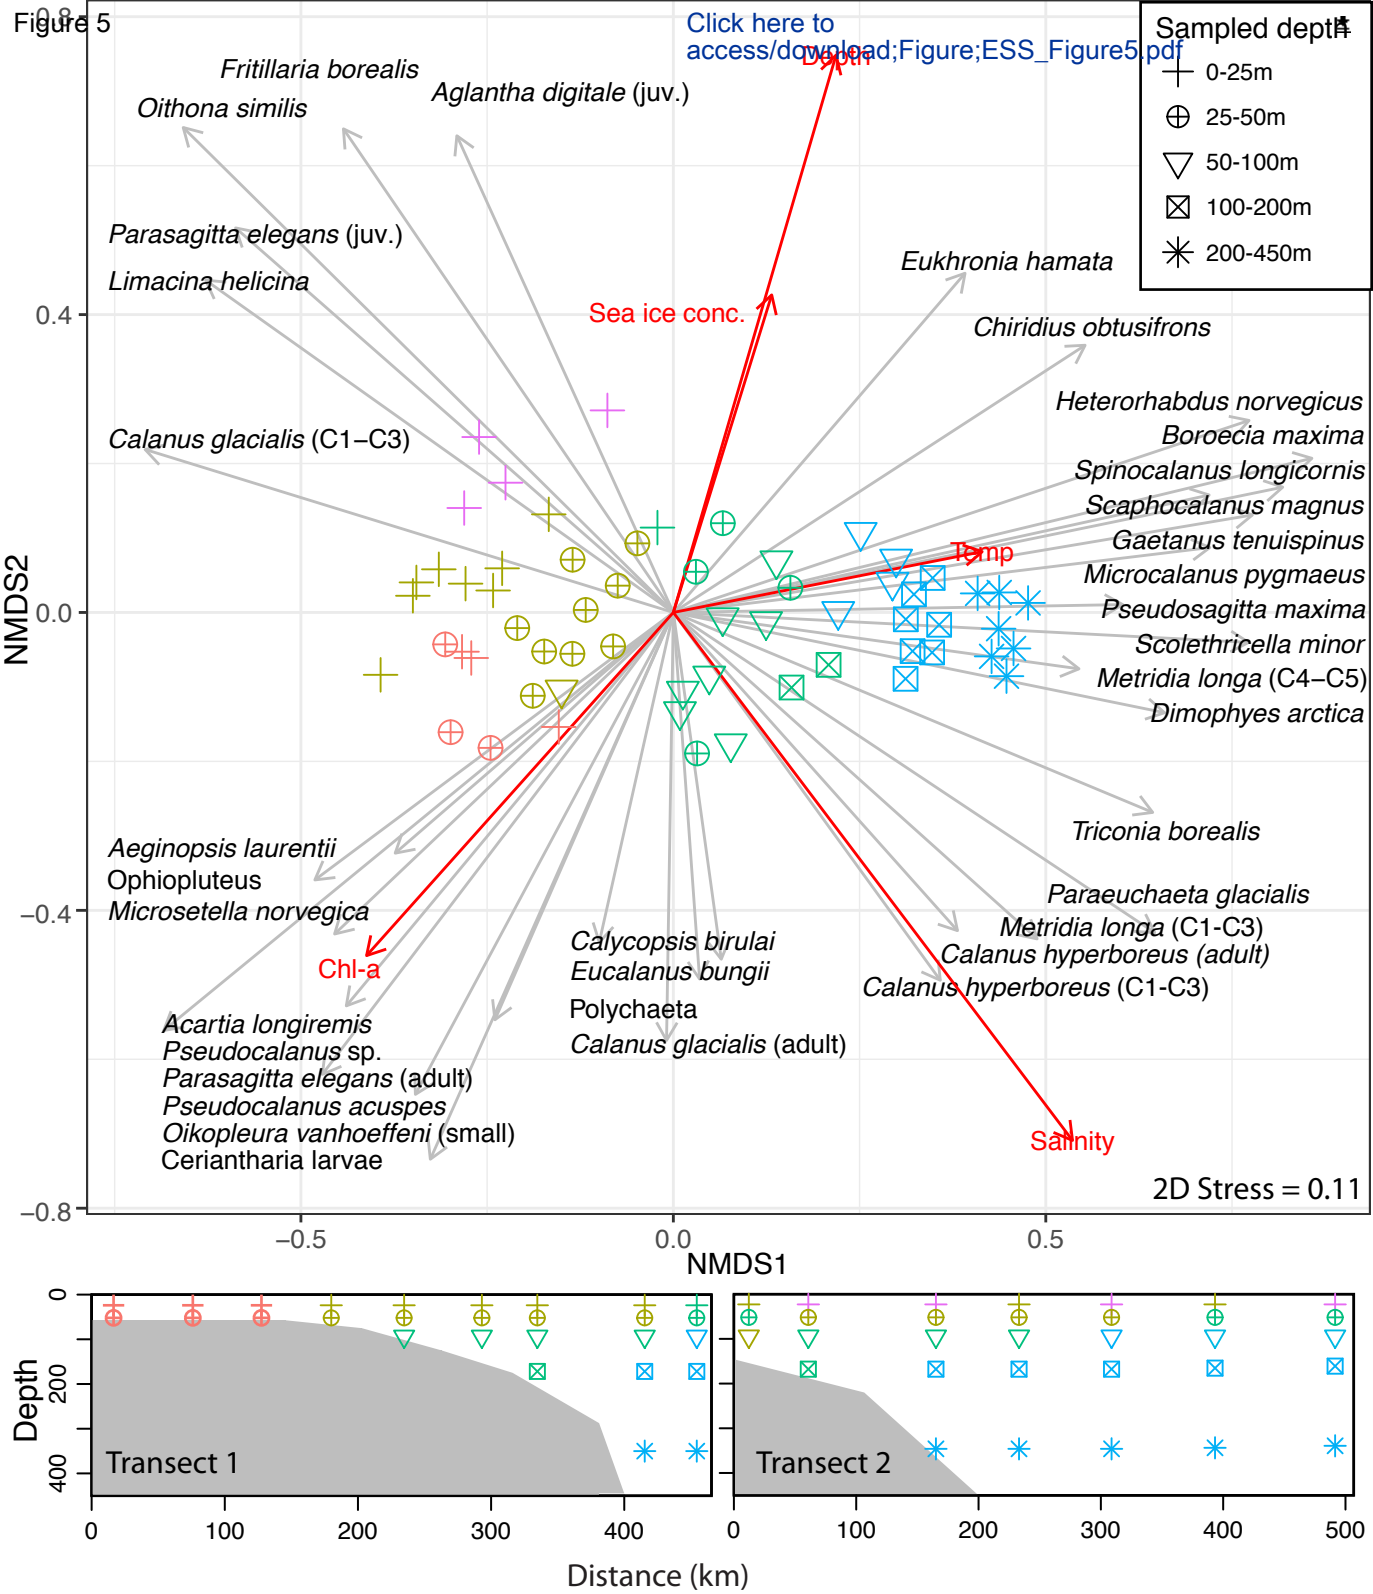 Figure 5
Click here to
access/download;Figure;ESS_Figure5.pdf
Sampled depth
0-25m
25-50m
50-100m
100-200m
200-450m
0.8
0.4
0.0
−0.4
−0.8
NMDS2
Fritillaria borealis
Oithona similis
Aglantha digitale (juv.)
Depth
Parasagitta elegans (juv.)
Limacina helicina
Sea ice conc.
Eukhronia hamata
Chiridius obtusifrons
Calanus glacialis (C1−C3)
Heterorhabdus norvegicus
Boroecia maxima
Spinocalanus longicornis
Scaphocalanus magnus
Gaetanus tenuispinus
Temp
Microcalanus pygmaeus
Pseudosagitta maxima
Scolethricella minor
Metridia longa (C4−C5)
Dimophyes arctica
Triconia borealis
Aeginopsis laurentii
Ophiopluteus
Microsetella norvegica
Chl-a
Paraeuchaeta glacialis
Metridia longa (C1-C3)
Calanus hyperboreus (adult)
Calanus hyperboreus (C1-C3)
Calycopsis birulai
Eucalanus bungii
Polychaeta
Calanus glacialis (adult)
Acartia longiremis
Pseudocalanus sp.
Parasagitta elegans (adult)
Pseudocalanus acuspes
Oikopleura vanhoeffeni (small)
Ceriantharia larvae
Salinity
2D Stress = 0.11
−0.5
0.0
0.5
NMDS1
Depth
0
200
400
Transect 1
Transect 2
0
100
200
300
400
0
100
200
300
400
500
Distance (km)